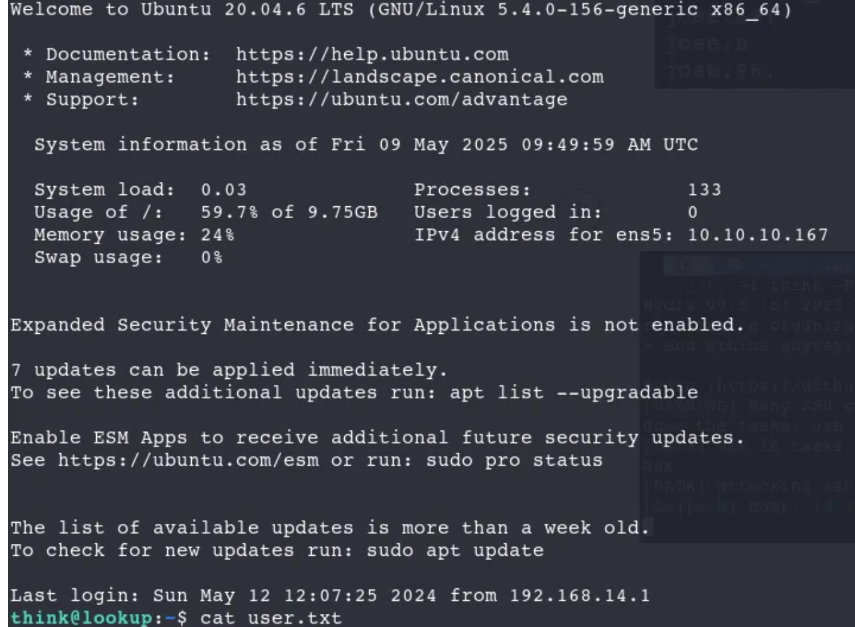 Welcome to Ubuntu 20.04.6 LTS (GNU/Linux 5.4.0-156-generic x86_64)
* Documentation:  https://help.ubuntu.com
* Management:     https://landscape.canonical.com
* Support:        https://ubuntu.com/advantage
System information as of Fri 09 May 2025 09:49:59 AM UTC
System load:  0.03               Processes:             133
Usage of /:   59.7% of 9.75GB   Users logged in:       0
Memory usage: 24%                IPv4 address for ens5: 10.10.10.167
Swap usage:   0%
Expanded Security Maintenance for Applications is not enabled.
7 updates can be applied immediately.
To see these additional updates run: apt list --upgradable
Enable ESM Apps to receive additional future security updates.
See https://ubuntu.com/esm or run: sudo pro status
The list of available updates is more than a week old.
To check for new updates run: sudo apt update
Last login: Sun May 12 12:07:25 2024 from 192.168.14.1
think@lookup:~$ cat user.txt